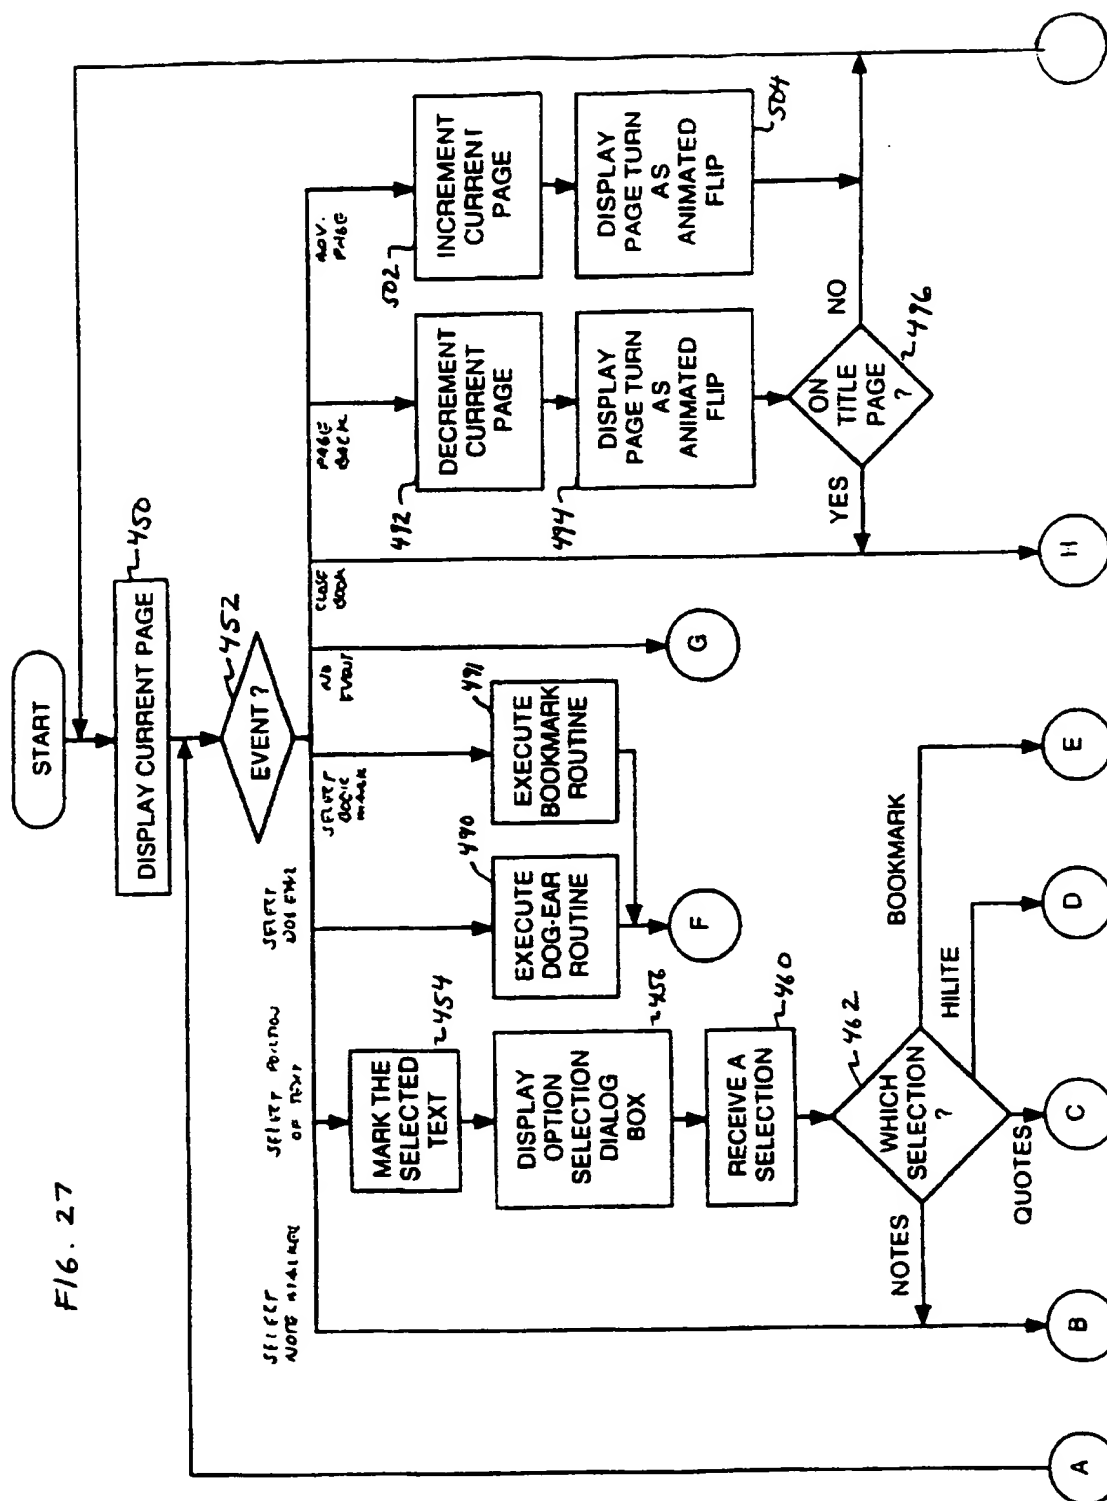 FIG. 27
START
DISPLAY CURRENT PAGE
450
EVENT?
452
SELECT
NOTE MARKER
SELECT PORTION
OF TEXT
SELECT
DOG EAR
SELECT
BOOK
MARK
NO
EVENT
CLOSE
BOOK
PAGE
BACK
ADV.
PAGE
MARK THE
SELECTED
TEXT
454
DISPLAY
OPTION
SELECTION
DIALOG
BOX
456
RECEIVE A
SELECTION
460
WHICH
SELECTION
?
462
NOTES
QUOTES
HILITE
BOOKMARK
EXECUTE
DOG-EAR
ROUTINE
490
EXECUTE
BOOKMARK
ROUTINE
491
DECREMENT
CURRENT
PAGE
492
DISPLAY
PAGE TURN
AS
ANIMATED
FLIP
494
ON
TITLE
PAGE
?
496
YES
NO
INCREMENT
CURRENT
PAGE
502
DISPLAY
PAGE TURN
AS
ANIMATED
FLIP
504
F
G
A
B
C
D
E
H